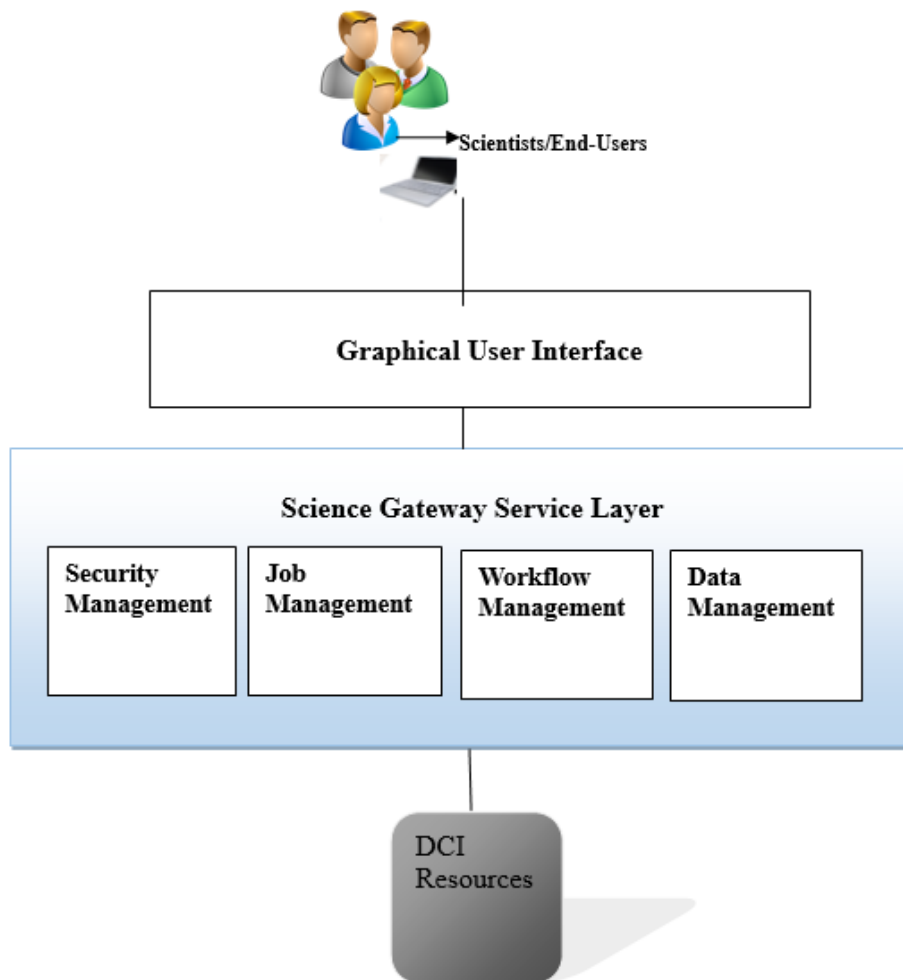 Scientists/End-Users
Graphical User Interface
Science Gateway Service Layer
Security
Management
Job
Management
Workflow
Management
Data
Management
DCI
Resources